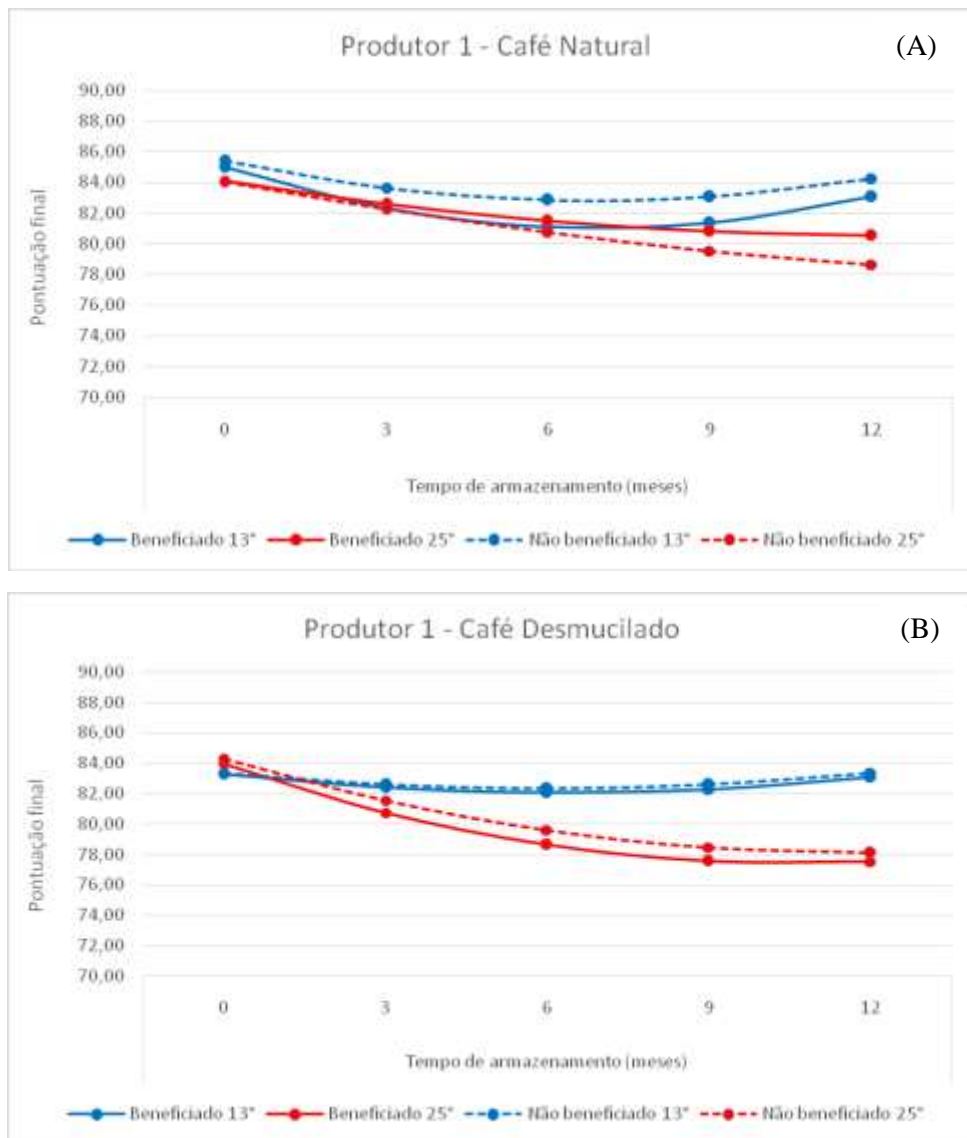 Produtor 1 - Café Natural
(A)
Pontuação final
90,00
88,00
86,00
84,00
82,00
80,00
78,00
76,00
74,00
72,00
70,00
0 3 6 9 12
Tempo de armazenamento (meses)
Beneficiado 13° Beneficiado 25° Não beneficiado 13° Não beneficiado 25°
Produtor 1 - Café Desmucilado
(B)
Pontuação final
90,00
88,00
86,00
84,00
82,00
80,00
78,00
76,00
74,00
72,00
70,00
0 3 6 9 12
Tempo de armazenamento (meses)
Beneficiado 13° Beneficiado 25° Não beneficiado 13° Não beneficiado 25°